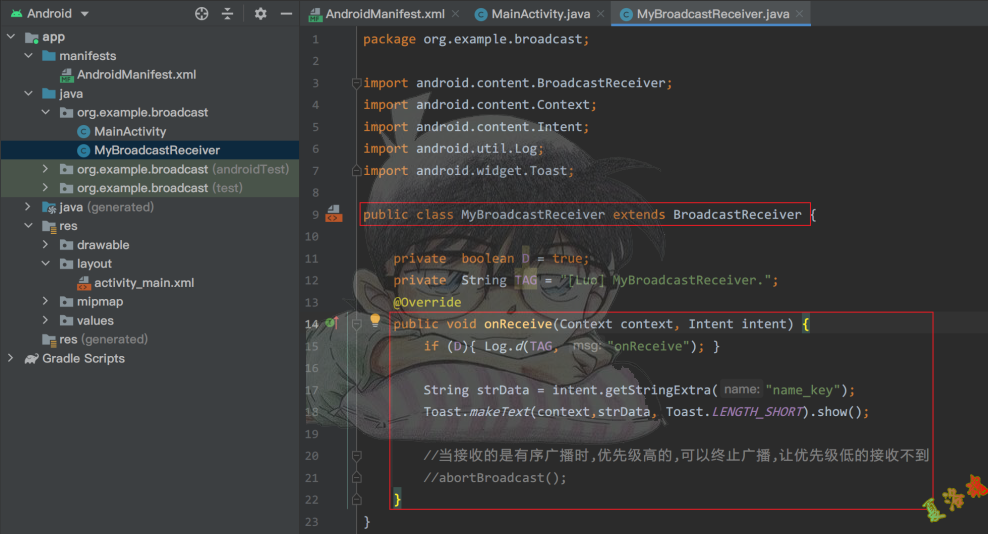 Android
app
manifests
AndroidManifest.xml
java
org.example.broadcast
MainActivity
MyBroadcastReceiver
org.example.broadcast (androidTest)
org.example.broadcast (test)
java (generated)
res
drawable
layout
activity_main.xml
mipmap
values
res (generated)
Gradle Scripts
AndroidManifest.xml
MainActivity.java
MyBroadcastReceiver.java
1 package org.example.broadcast;
2
3 import android.content.BroadcastReceiver;
4 import android.content.Context;
5 import android.content.Intent;
6 import android.util.Log;
7 import android.widget.Toast;
8
9 public class MyBroadcastReceiver extends BroadcastReceiver {
10
11 private boolean D = true;
12 private String TAG = "[Lun] MyBroadcastReceiver.";
13 @Override
14 public void onReceive(Context context, Intent intent) {
15 if (D){ Log.d(TAG, msg: "onReceive"); }
16
17 String strData = intent.getStringExtra( name: "name_key");
18 Toast.makeText(context,strData, Toast.LENGTH_SHORT).show();
19
20 //当接收的是有序广播时,优先级高的,可以终止广播,让优先级低的接收不到
21 //abortBroadcast();
22 }
23 }